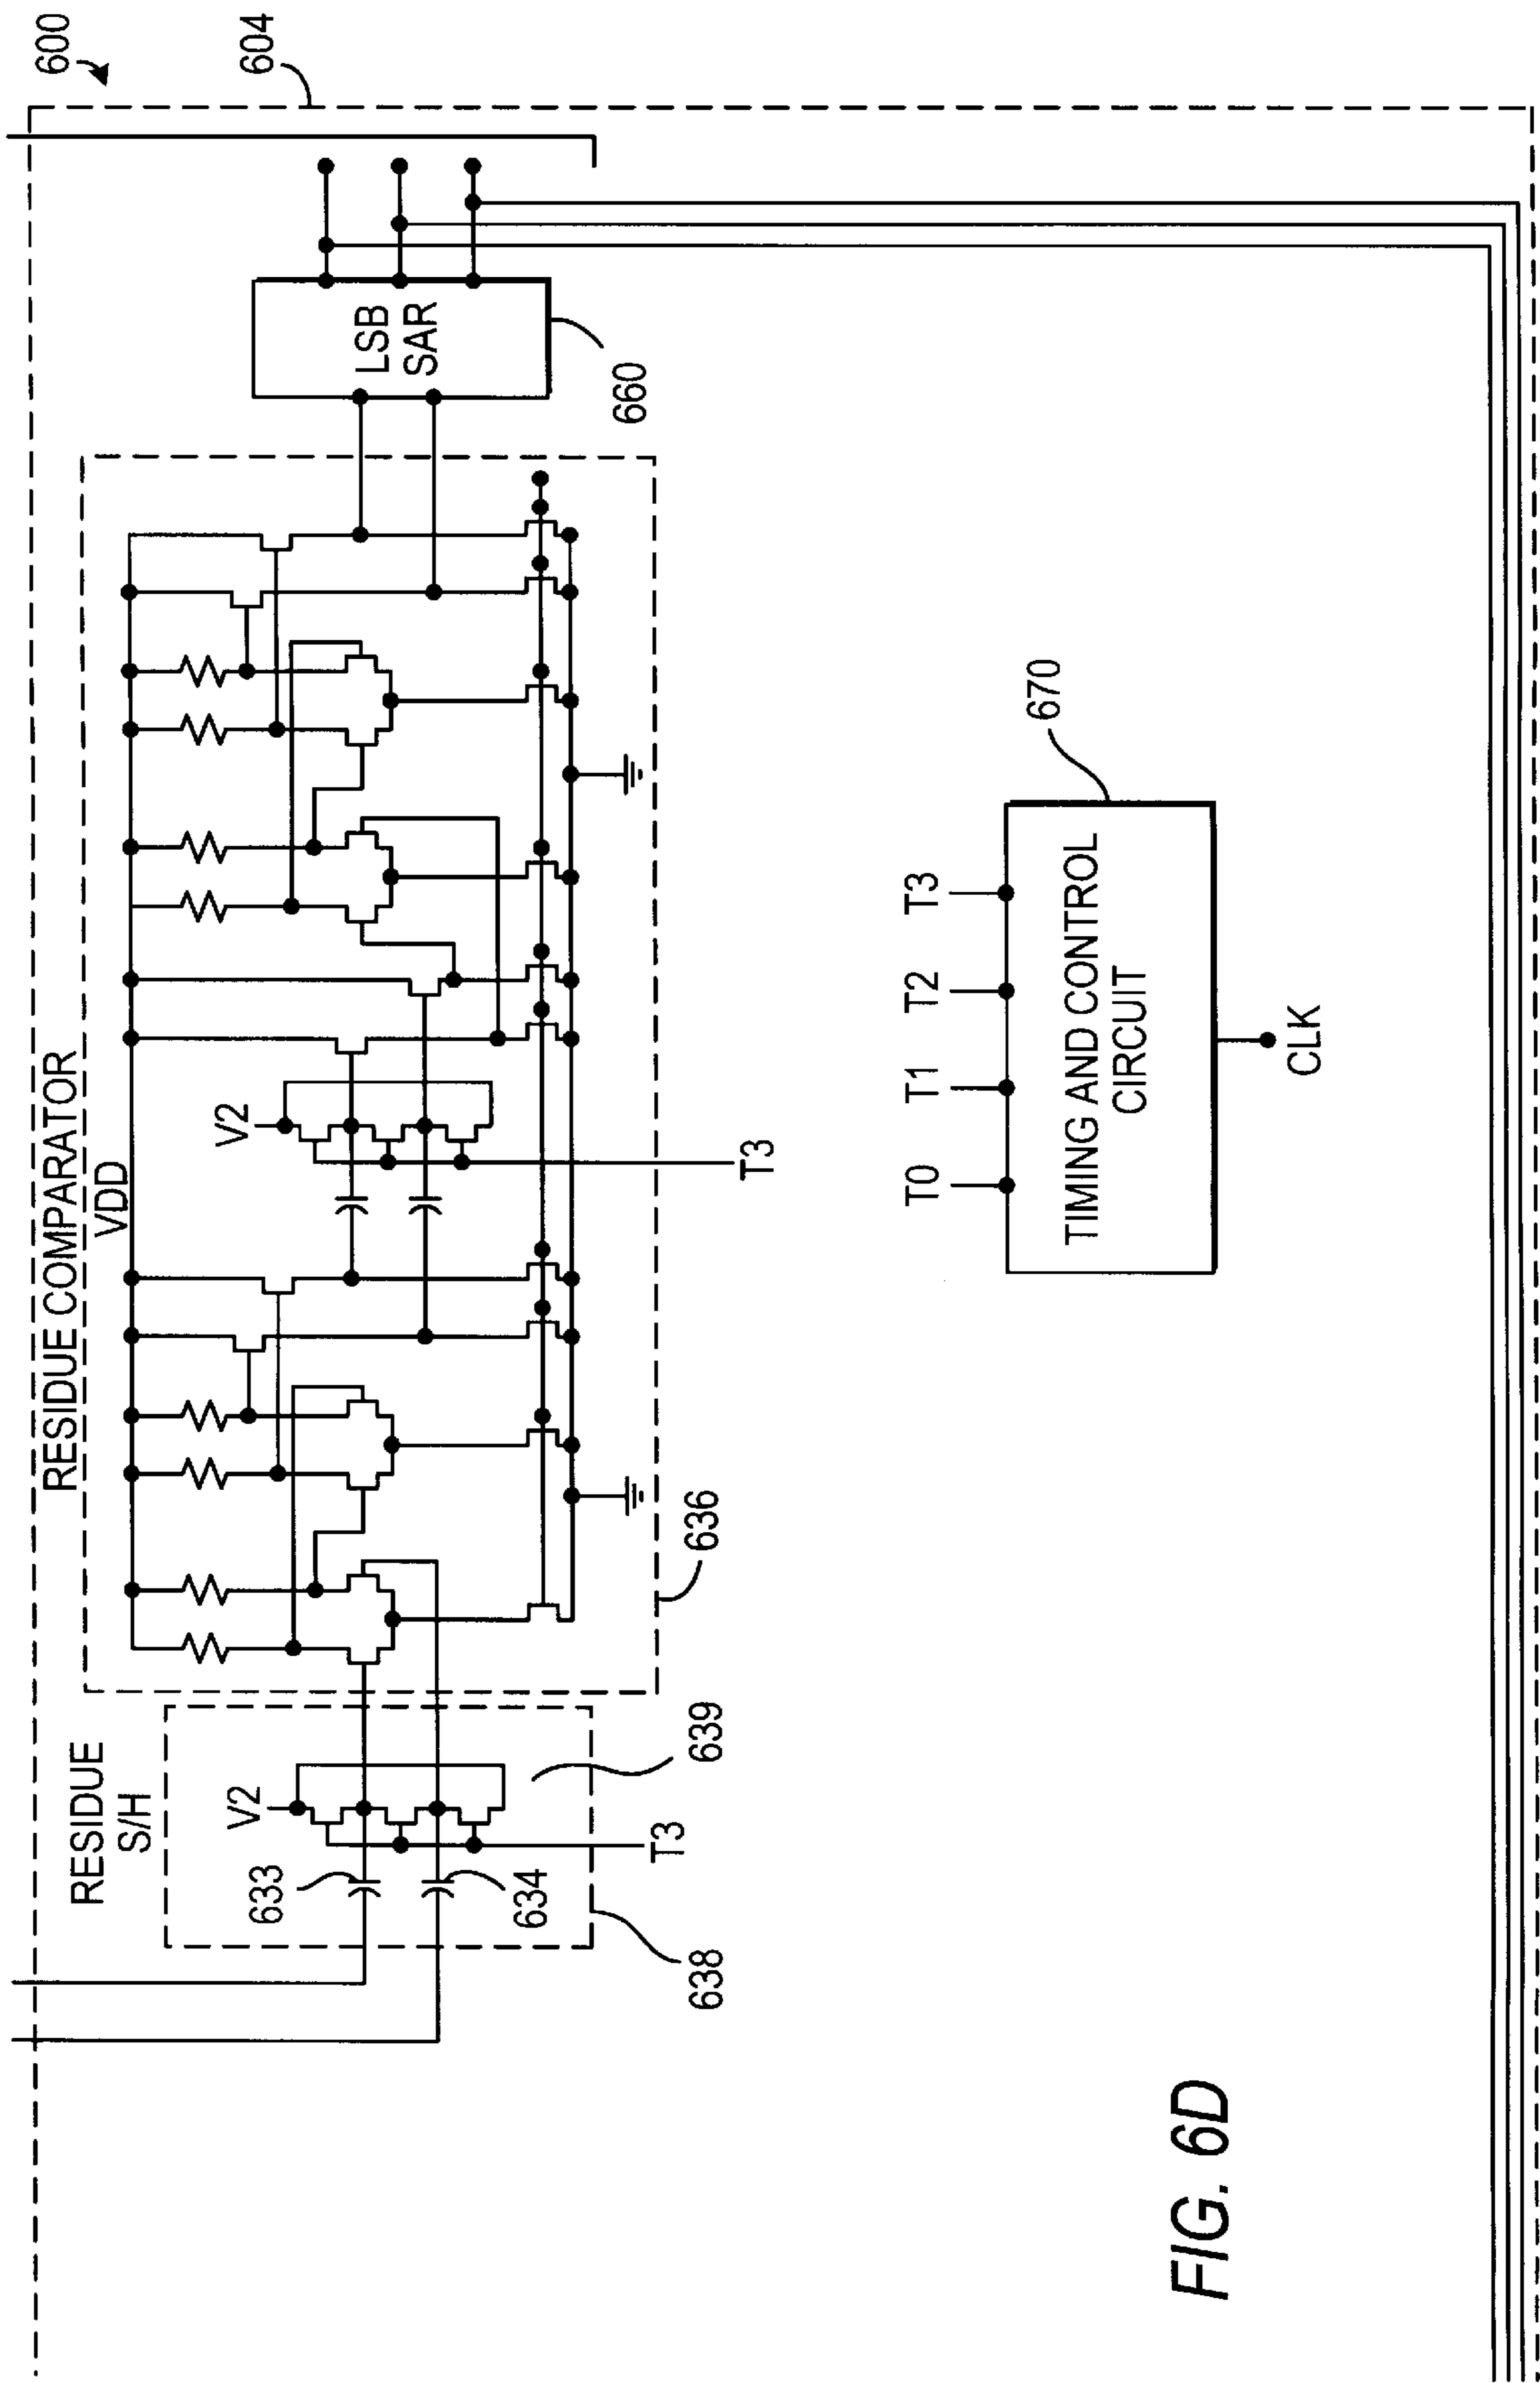 600
604
RESIDUE COMPARATOR
VDD
RESIDUE
S/H
V2
V2
633
634
T3
T3
639
638
636
LSB
SAR
660
670
T0
T1
T2
T3
TIMING AND CONTROL
CIRCUIT
CLK
FIG. 6D